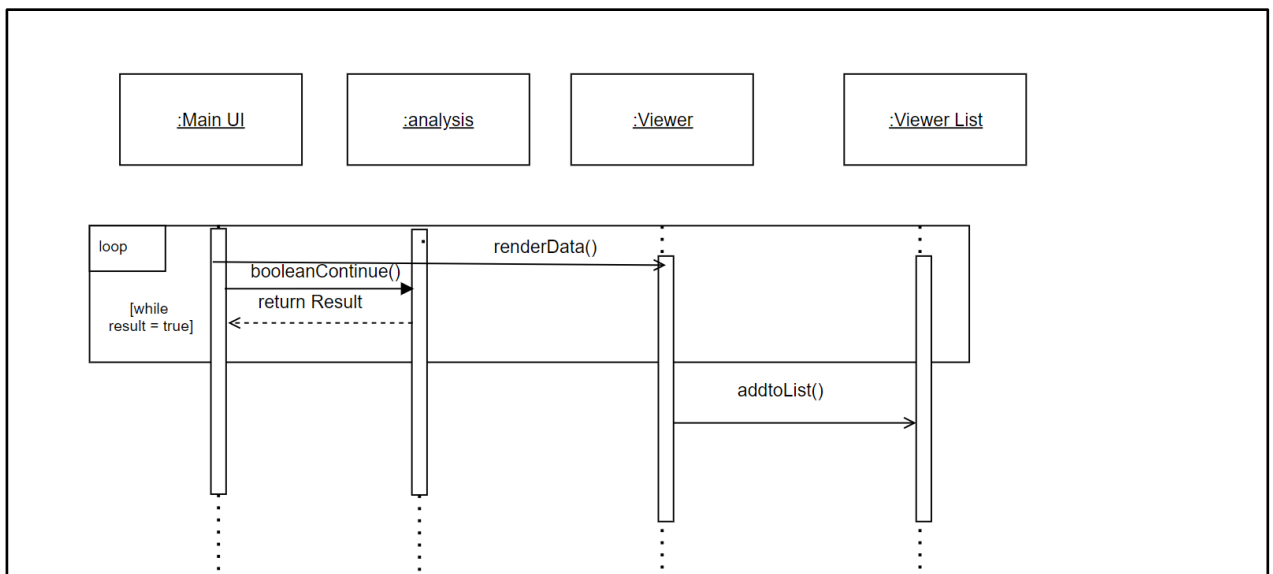 :Main UI
:analysis
:Viewer
:Viewer List
loop
renderData()
booleanContinue()
return Result
[while
result = true]
addtoList()